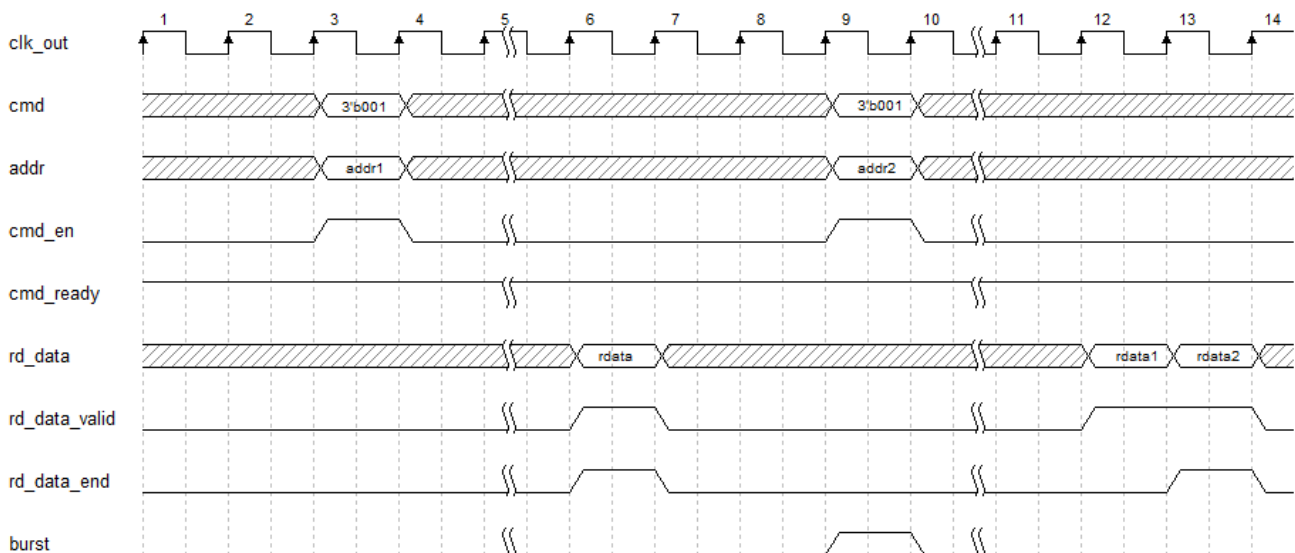 1 2 3 4 5 6 7 8 9 10 11 12 13 14
clk_out
cmd 3'b001 3'b001
addr addr1 addr2
cmd_en
cmd_ready
rd_data rdata rdata1 rdata2
rd_data_valid
rd_data_end
burst